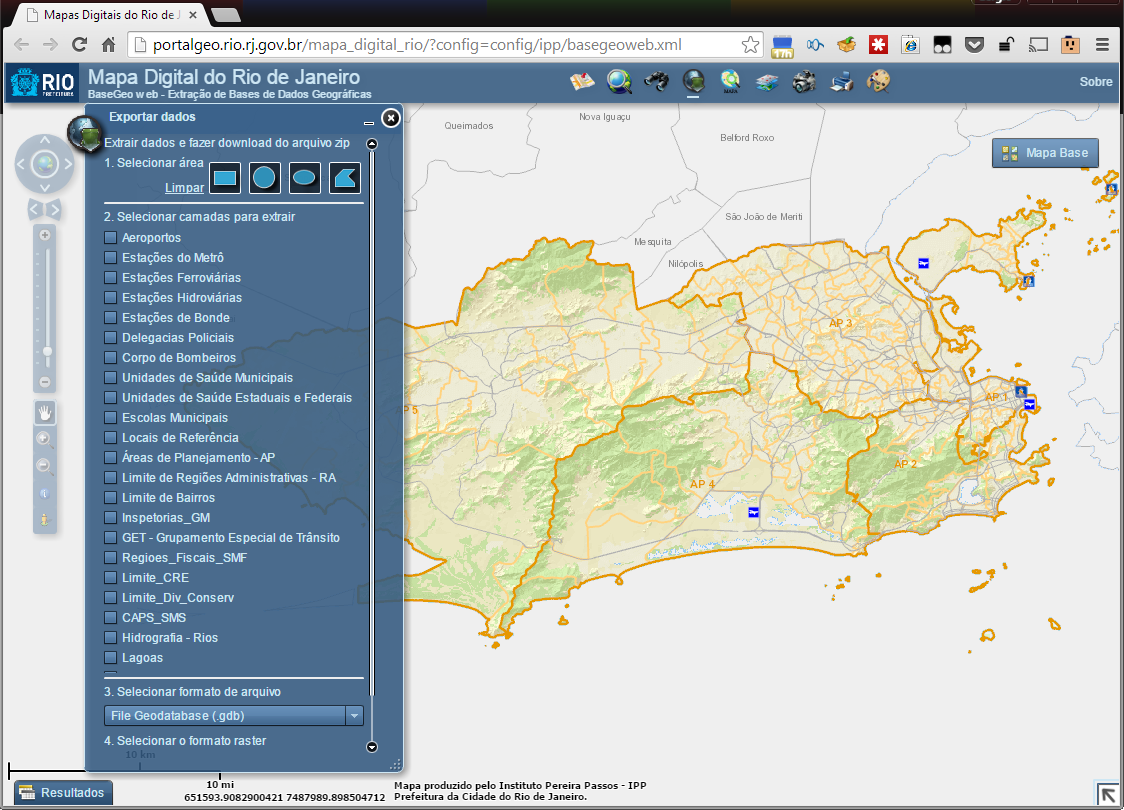 Mapas Digitais do Rio de J
portalgeo.rio.rj.gov.br/mapa_digital_rio/?config=config/ipp/basegeoweb.xml
RIO
PREFEITURA
Mapa Digital do Rio de Janeiro
BaseGeo web - Extração de Bases de Dados Geográficas
MAPA
Sobre
Exportar dados
Extrair dados e fazer download do arquivo zip
1. Selecionar área
Limpar
2. Selecionar camadas para extrair
Aeroportos
Estações do Metrô
Estações Ferroviárias
Estações Hidroviárias
Estações de Bonde
Delegacias Policiais
Corpo de Bombeiros
Unidades de Saúde Municipais
Unidades de Saúde Estaduais e Federais
Escolas Municipais
Locais de Referência
Áreas de Planejamento - AP
Limite de Regiões Administrativas - RA
Limite de Bairros
Inspetorias_GM
GET - Grupamento Especial de Trânsito
Regioes_Fiscais_SMF
Limite_CRE
Limite_Div_Conserv
CAPS_SMS
Hidrografia - Rios
Lagoas
3. Selecionar formato de arquivo
File Geodatabase (.gdb)
4. Selecionar o formato raster
10 km
10 mi
651593.9082900421 7487989.898504712
Resultados
Mapa produzido pelo Instituto Pereira Passos - IPP
Prefeitura da Cidade do Rio de Janeiro.
Mapa Base
Queimados
Nova Iguaçu
Belford Roxo
São João de Meriti
Mesquita
Nilópolis
AP 3
AP 1
AP 2
AP 4
P 5